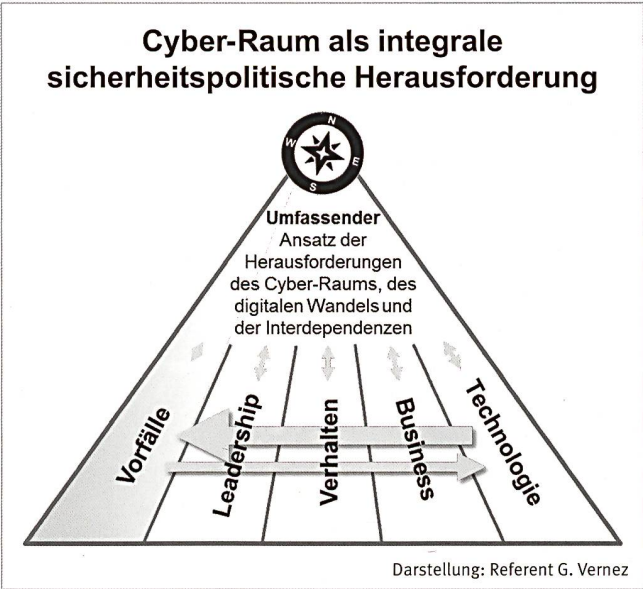 Cyber-Raum als integrale
sicherheitspolitische Herausforderung
N
W
E
S
Umfassender
Ansatz der
Herausforderungen
des Cyber-Raums, des
digitalen Wandels und
der Interdependenzen
Vorfälle
Leadership
Verhalten
Business
Technologie
Darstellung: Referent G. Vernez